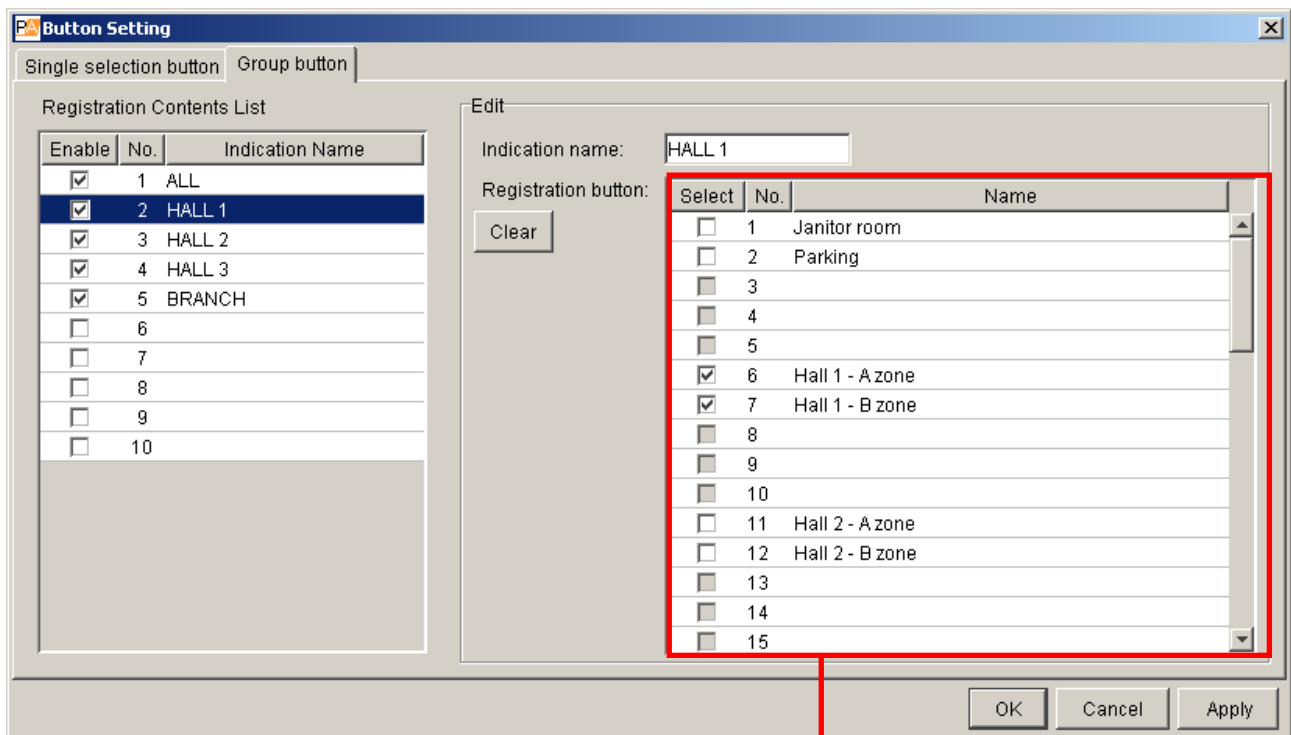 PA Button Setting
Single selection button Group button
Registration Contents List
Enable No. Indication Name
1 ALL
2 HALL 1
3 HALL 2
4 HALL 3
5 BRANCH
6
7
8
9
10
Edit
Indication name: HALL 1
Registration button:
Clear
Select No. Name
1 Janitor room
2 Parking
3
4
5
6 Hall 1 - A zone
7 Hall 1 - B zone
8
9
10
11 Hall 2 - A zone
12 Hall 2 - B zone
13
14
15
OK Cancel Apply